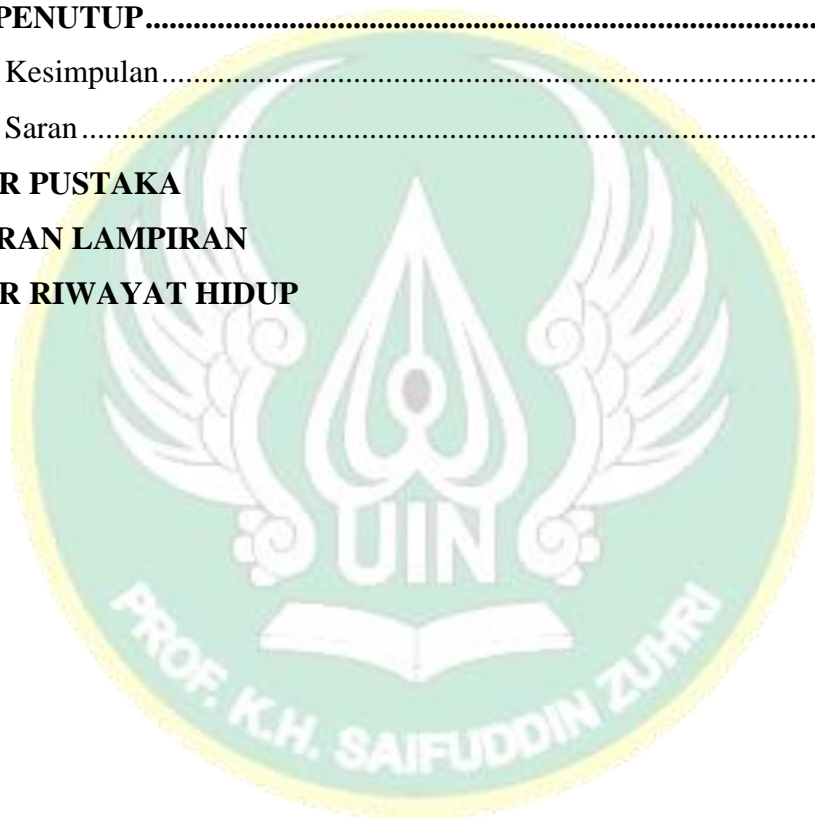 PENUTUP..........................................................................................
Kesimpulan..........................................................................................
Saran..........................................................................................
R PUSTAKA
RAN LAMPIRAN
R RIWAYAT HIDUP
UIN
PROF. K.H. SAIFUDDIN ZUHRI